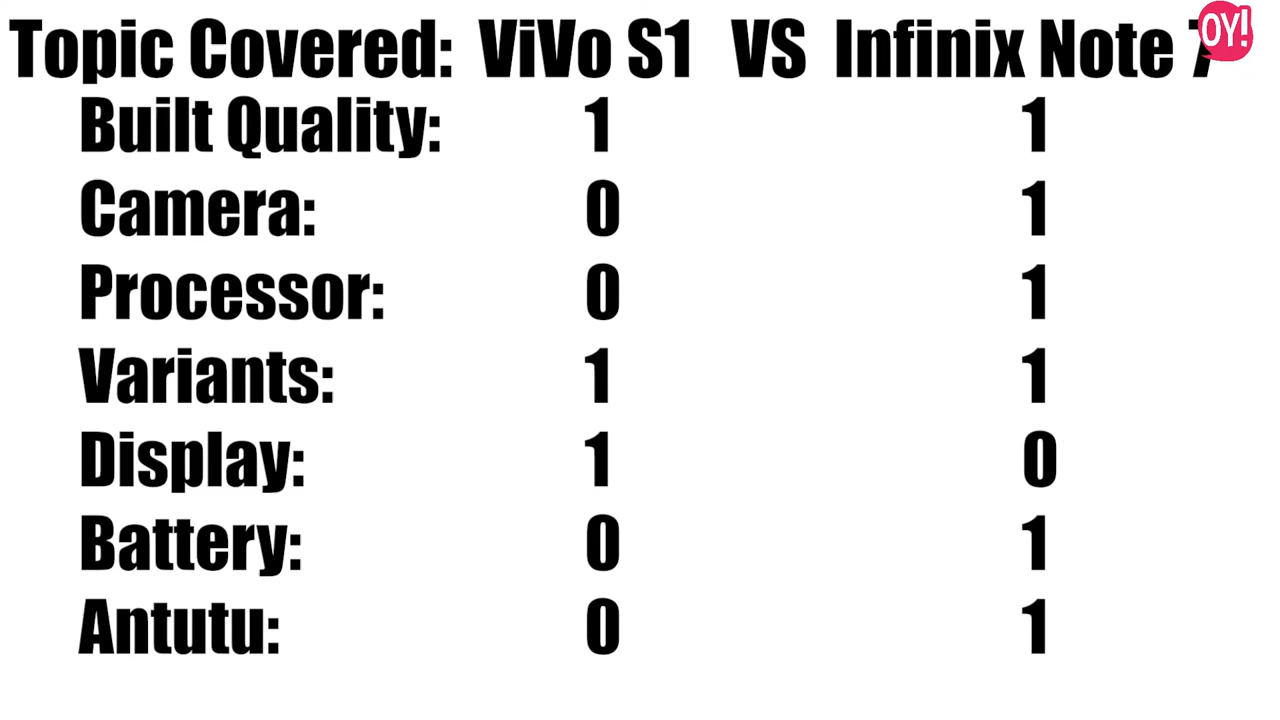 Topic Covered: ViVo S1 VS Infinix Note 7
OY!
Built Quality: 1 1
Camera: 0 1
Processor: 0 1
Variants: 1 1
Display: 1 0
Battery: 0 1
Antutu: 0 1